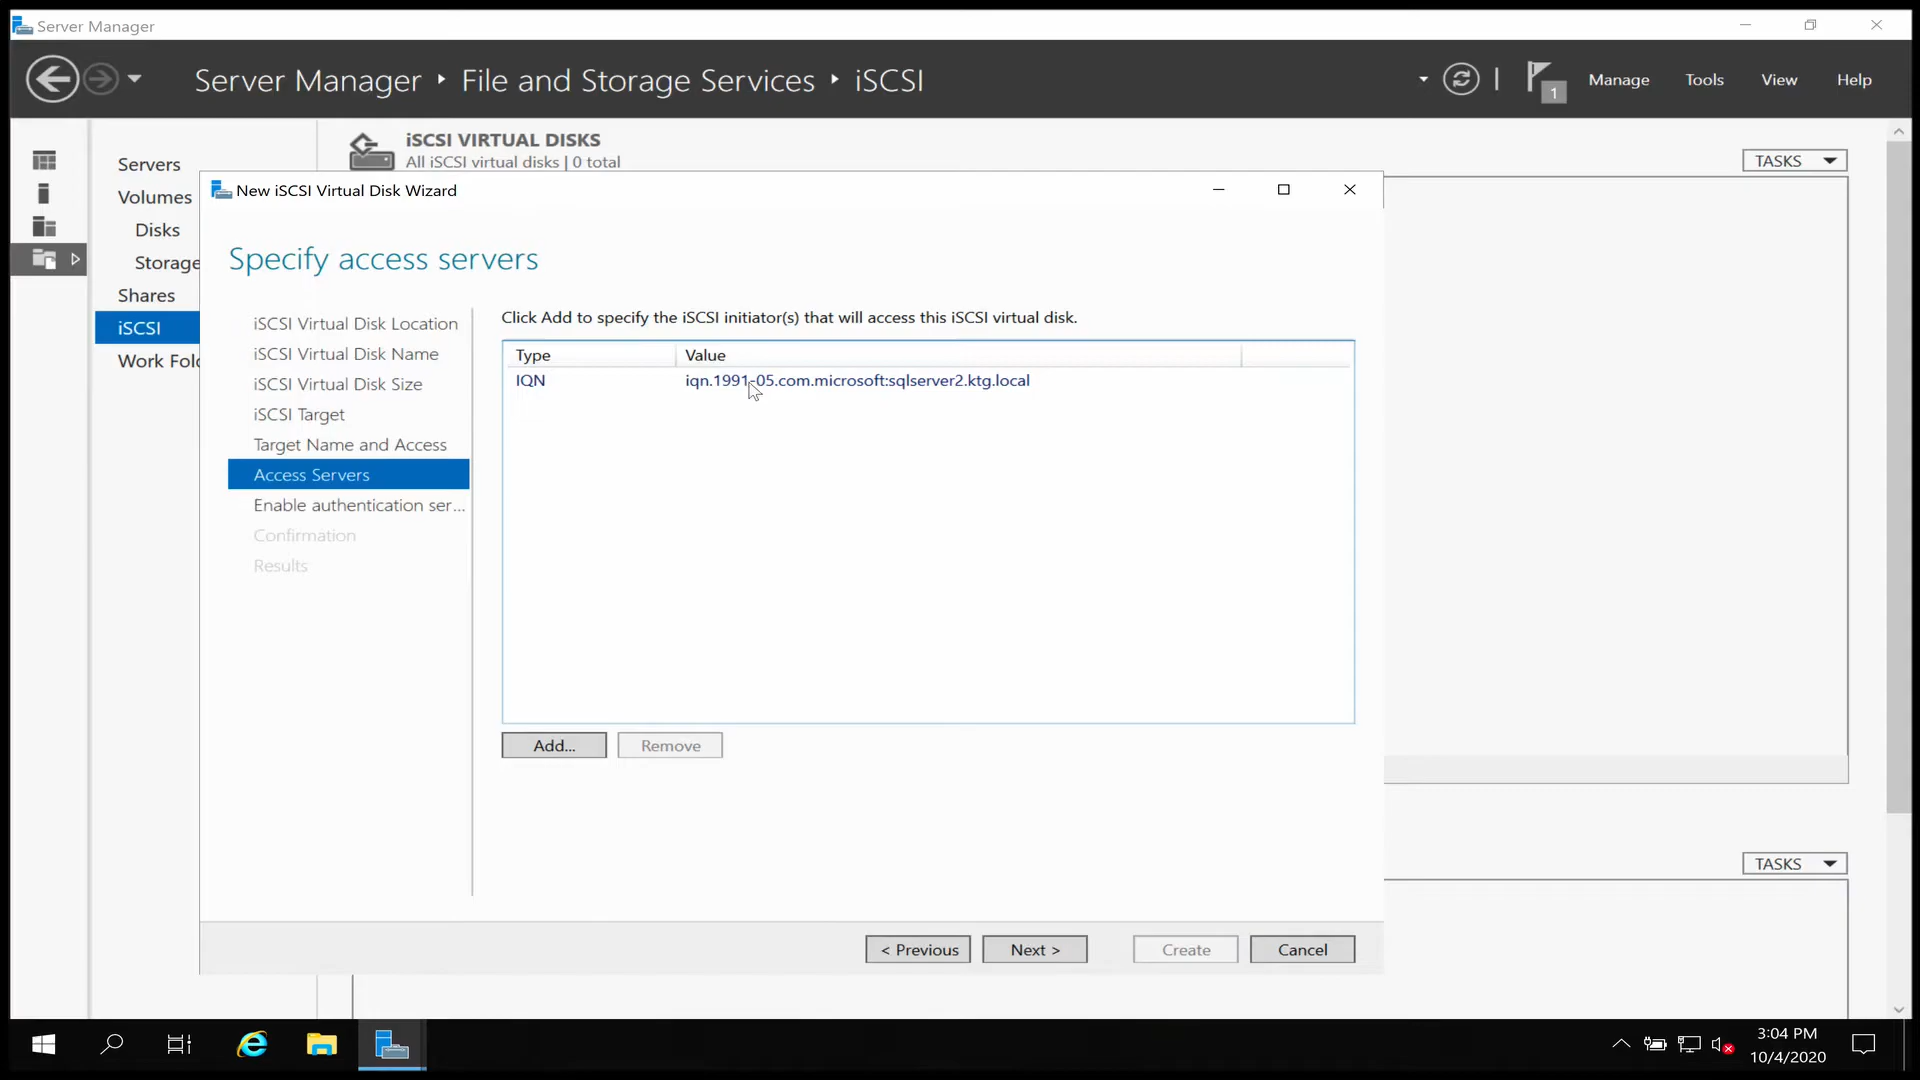 Server Manager
Server Manager ‣ File and Storage Services ‣ iSCSI
1
Manage
Tools
View
Help
Servers
Volumes
Disks
Storage
Shares
iSCSI
Work Fol
iSCSI VIRTUAL DISKS
All iSCSI virtual disks | 0 total
TASKS
New iSCSI Virtual Disk Wizard
Specify access servers
iSCSI Virtual Disk Location
iSCSI Virtual Disk Name
iSCSI Virtual Disk Size
iSCSI Target
Target Name and Access
Access Servers
Enable authentication ser...
Confirmation
Results
Click Add to specify the iSCSI initiator(s) that will access this iSCSI virtual disk.
Type Value
IQN iqn.1991-05.com.microsoft:sqlserver2.ktg.local
Add... Remove
TASKS
< Previous Next > Create Cancel
3:04 PM
10/4/2020